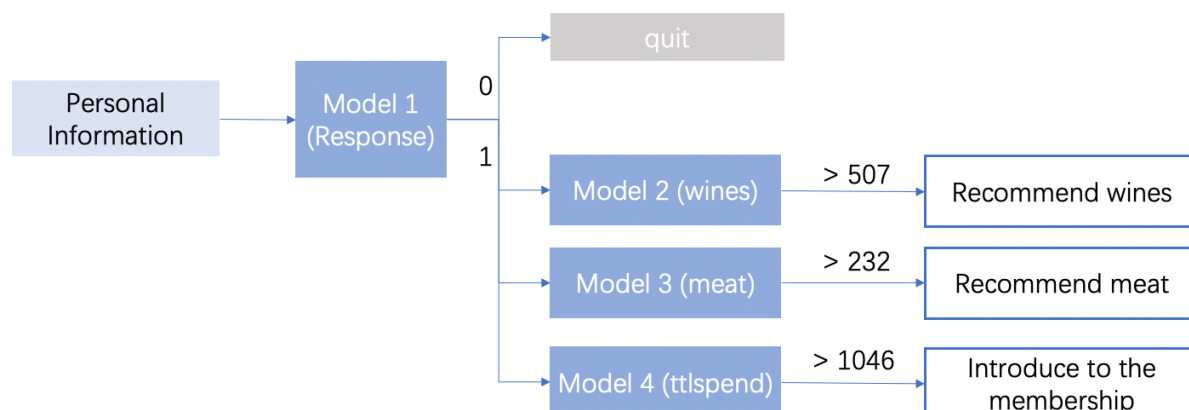 quit
Personal
Information
Model 1
(Response)
0
1
Model 2 (wines)
> 507
Recommend wines
Model 3 (meat)
> 232
Recommend meat
Model 4 (ttlspend)
> 1046
Introduce to the
membership